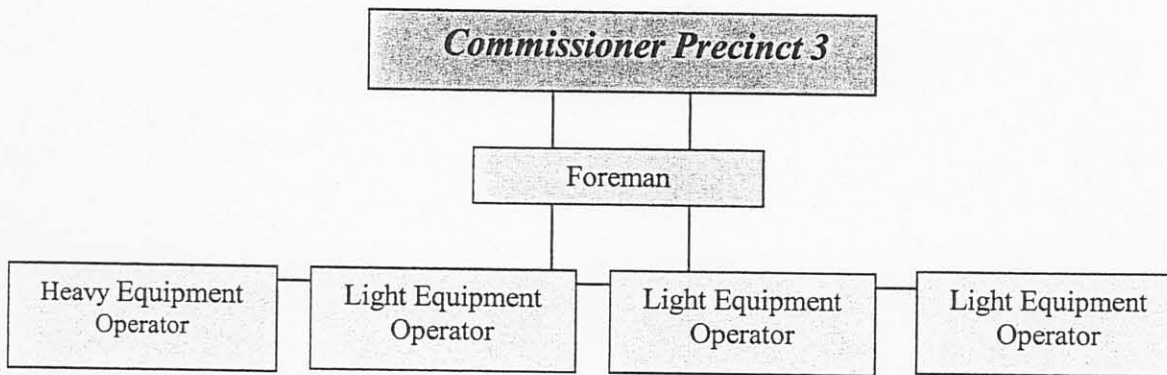 Commissioner Precinct 3
Foreman
Heavy Equipment
Operator
Light Equipment
Operator
Light Equipment
Operator
Light Equipment
Operator